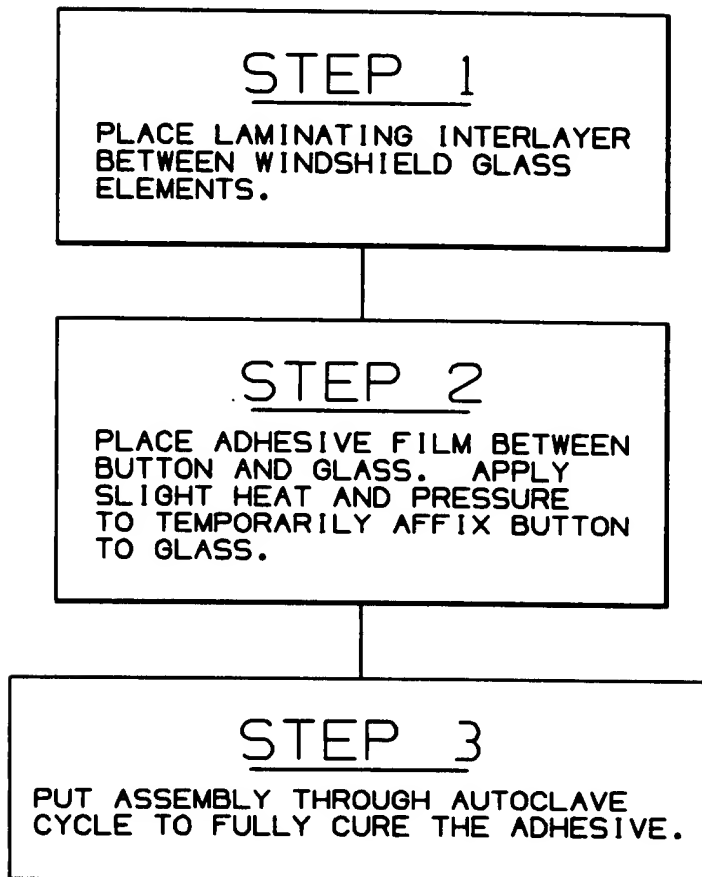 STEP 1
PLACE LAMINATING INTERLAYER
BETWEEN WINDSHIELD GLASS
ELEMENTS.
STEP 2
PLACE ADHESIVE FILM BETWEEN
BUTTON AND GLASS. APPLY
SLIGHT HEAT AND PRESSURE
TO TEMPORARILY AFFIX BUTTON
TO GLASS.
STEP 3
PUT ASSEMBLY THROUGH AUTOCLAVE
CYCLE TO FULLY CURE THE ADHESIVE.